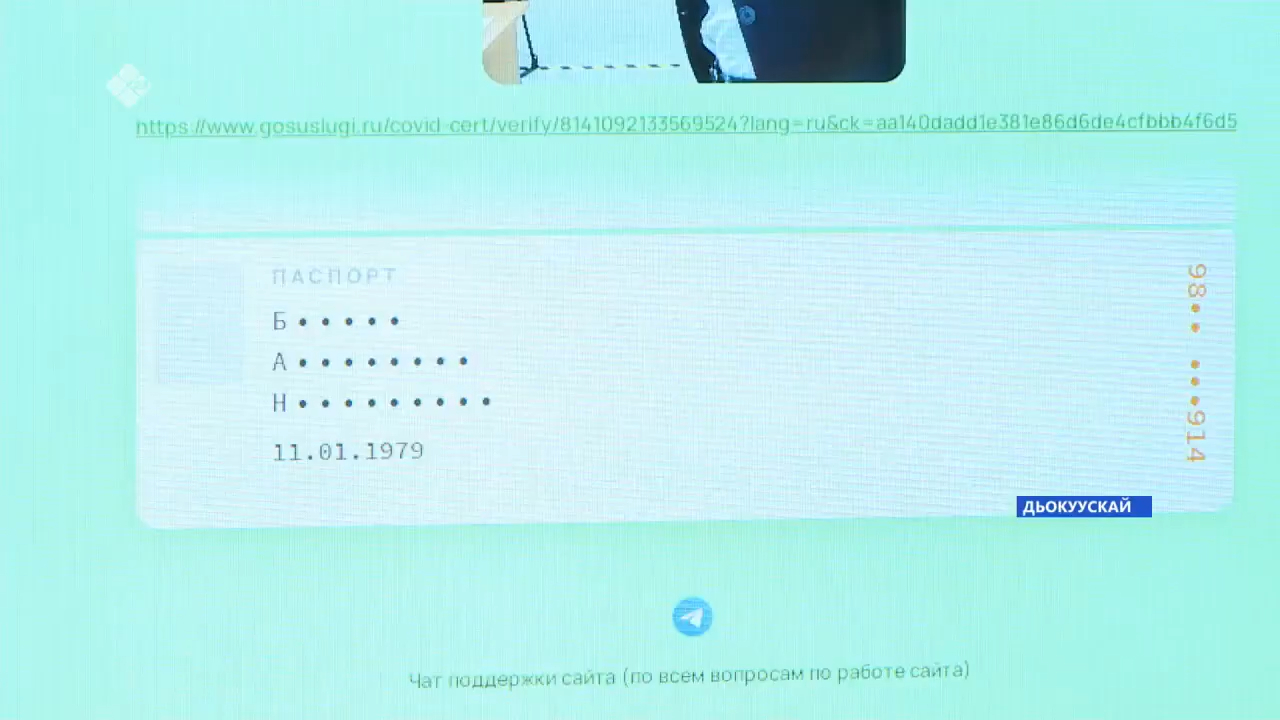 https://www.gosuslugi.ru/covid-cert/verify/8141092133569524?lang=ru&ck=aa140dadd1e381e86d6de4cfbbb4f6d5
ПАСПОРТ
Б•••••
А••••••••
Н•••••••••
11.01.1979
98•• •••914
ДЬОКУУСКАЙ
Чат поддержки сайта (по всем вопросам по работе сайта)